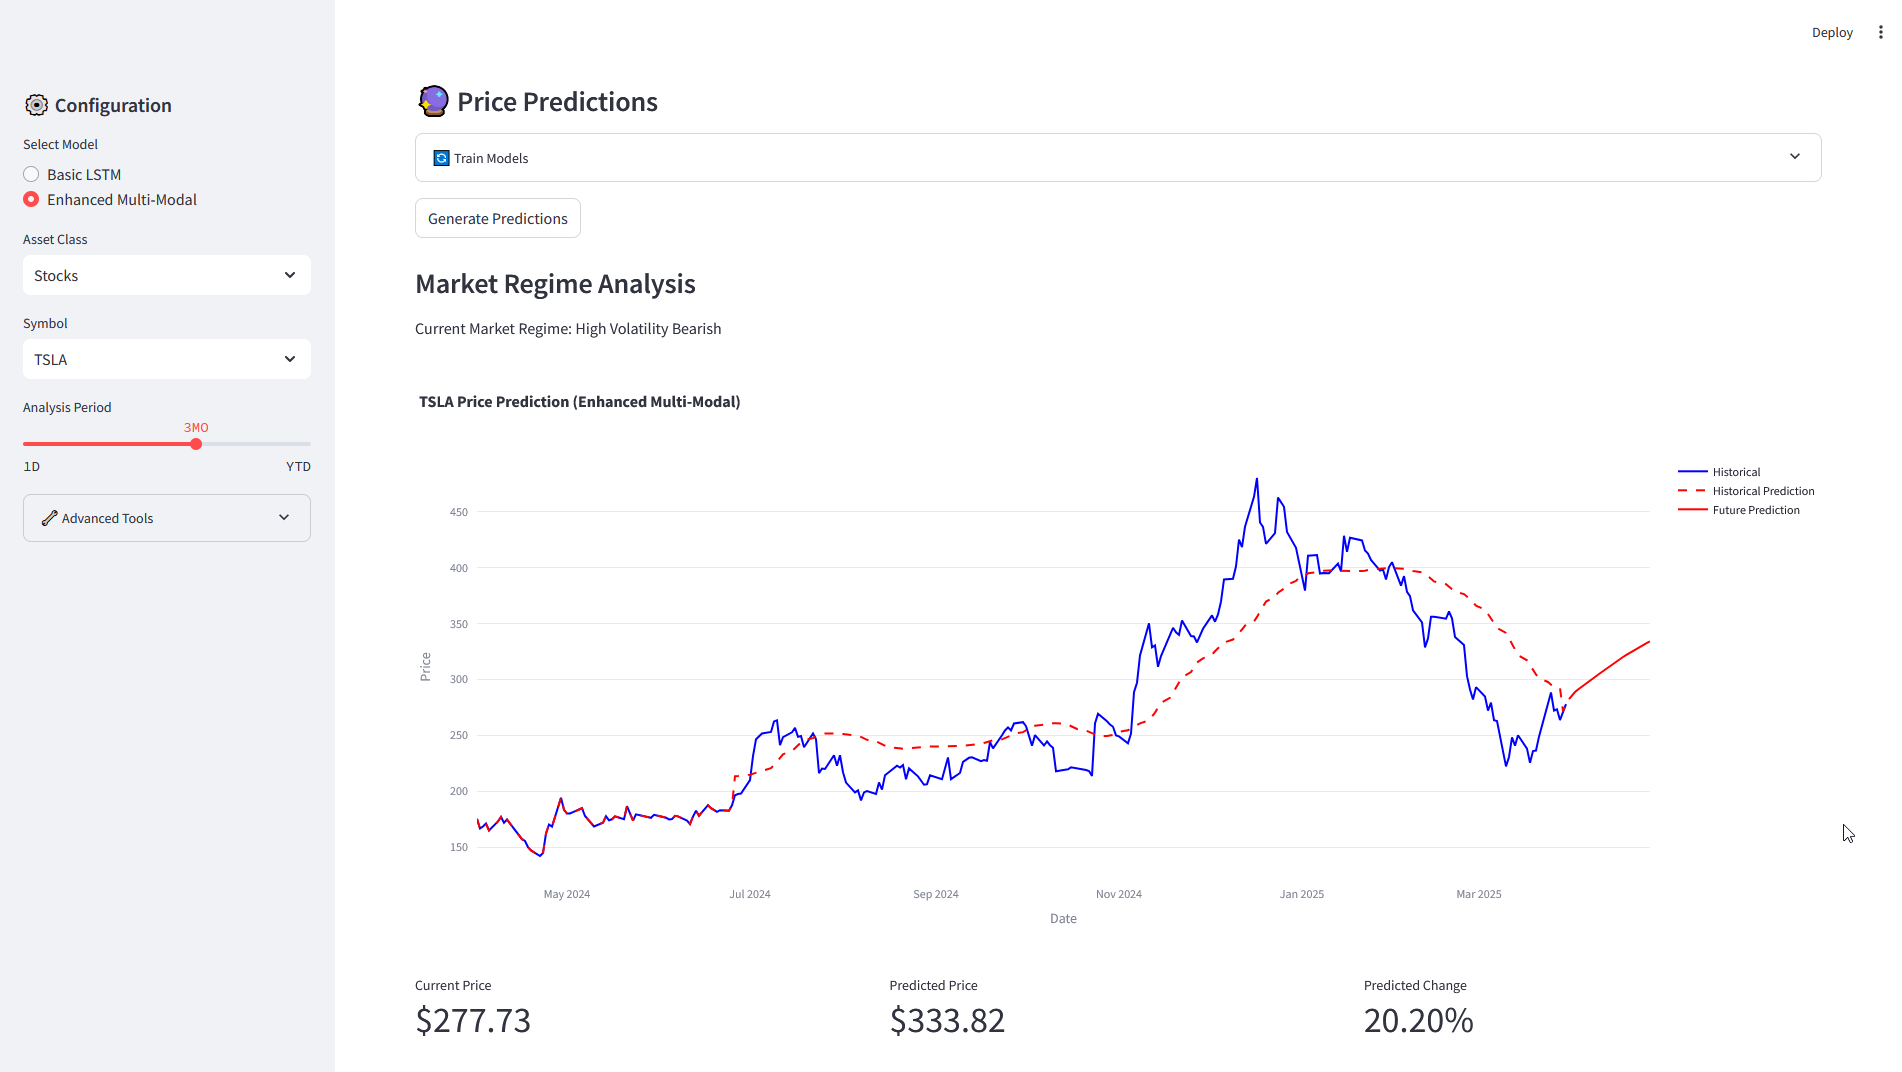 Deploy
Configuration
Select Model
Basic LSTM
Enhanced Multi-Modal
Asset Class
Stocks
Symbol
TSLA
Analysis Period
3MO
1D YTD
Advanced Tools
Price Predictions
Train Models
Generate Predictions
Market Regime Analysis
Current Market Regime: High Volatility Bearish
TSLA Price Prediction (Enhanced Multi-Modal)
Historical
Historical Prediction
Future Prediction
Price
450
400
350
300
250
200
150
May 2024 Jul 2024 Sep 2024 Nov 2024 Jan 2025 Mar 2025
Date
Current Price Predicted Price Predicted Change
$277.73 $333.82 20.20%